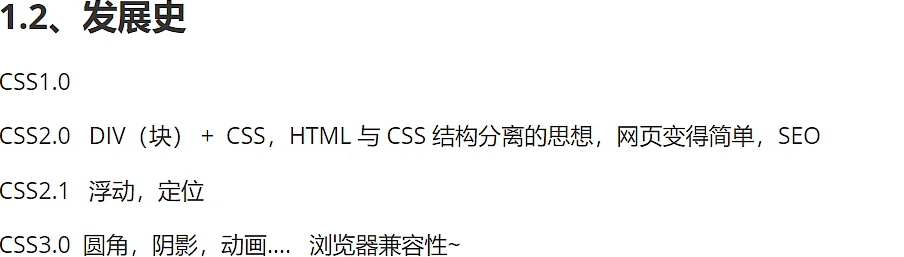 1.2、发展史
CSS1.0
CSS2.0 DIV（块） + CSS，HTML 与 CSS 结构分离的思想，网页变得简单，SEO
CSS2.1 浮动，定位
CSS3.0 圆角，阴影，动画.... 浏览器兼容性~